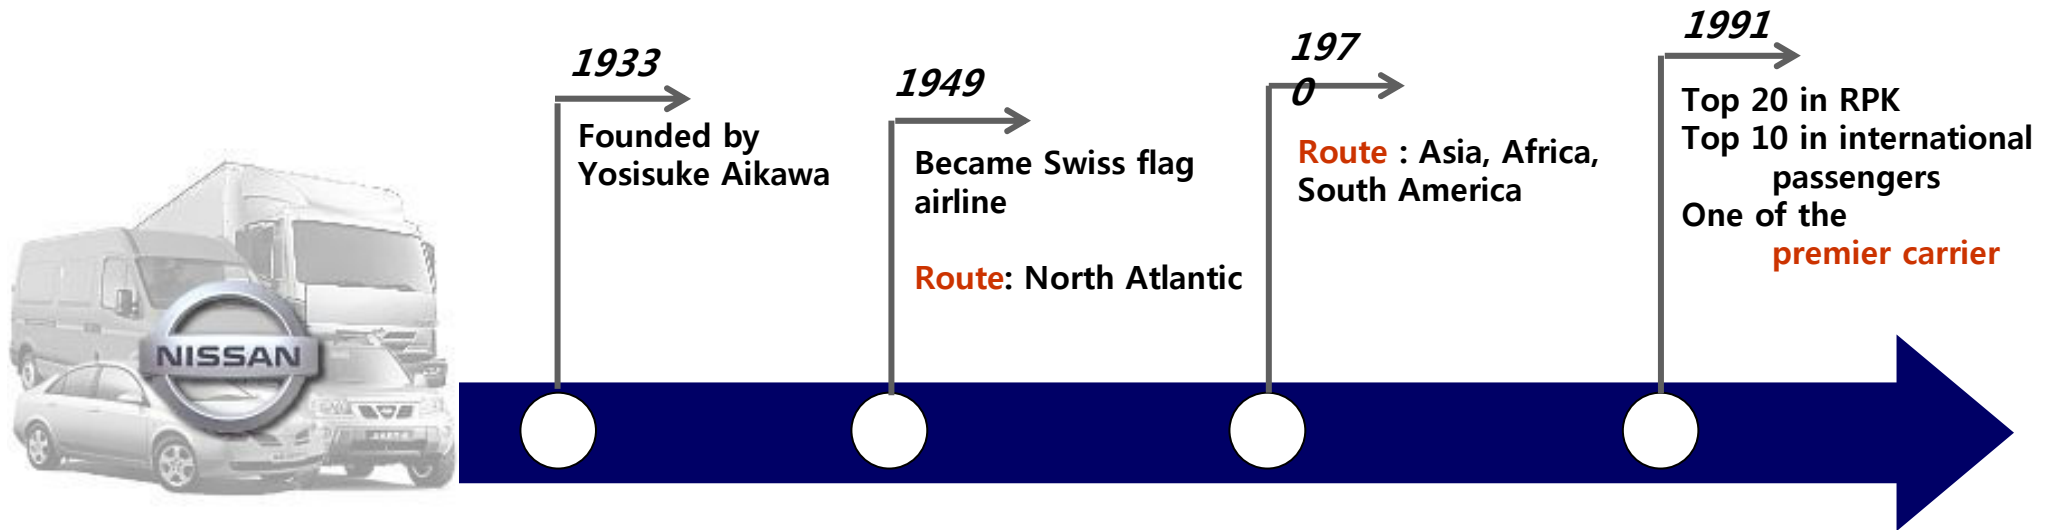 NISSAN
1933
Founded by
Yosisuke Aikawa
1949
Became Swiss flag
airline
Route: North Atlantic
197
0
Route : Asia, Africa,
South America
1991
Top 20 in RPK
Top 10 in international
passengers
One of the
premier carrier